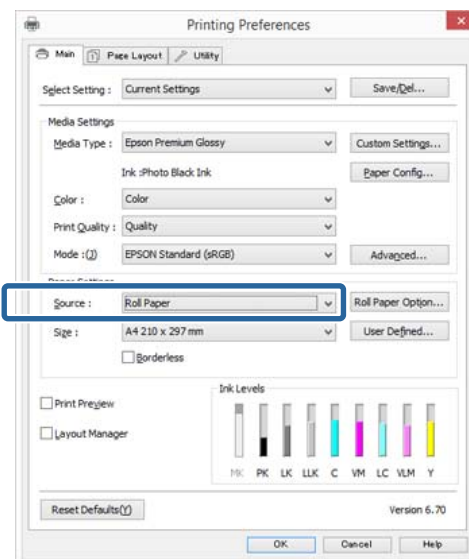 Printing Preferences
Main Page Layout Utility
Select Setting : Current Settings Save/Del...
Media Settings
Media Type : Epson Premium Glossy Custom Settings...
Ink :Photo Black Ink Paper Config...
Color : Color
Print Quality : Quality
Mode :(J) EPSON Standard (sRGB) Advanced...
Paper Settings
Source : Roll Paper Roll Paper Option...
Size : A4 210 x 297 mm User Defined...
Borderless
Ink Levels
Print Preview
Layout Manager
MK PK LK LLK C VM LC VLM Y
Reset Defaults(Y) Version 6.70
OK Cancel Help